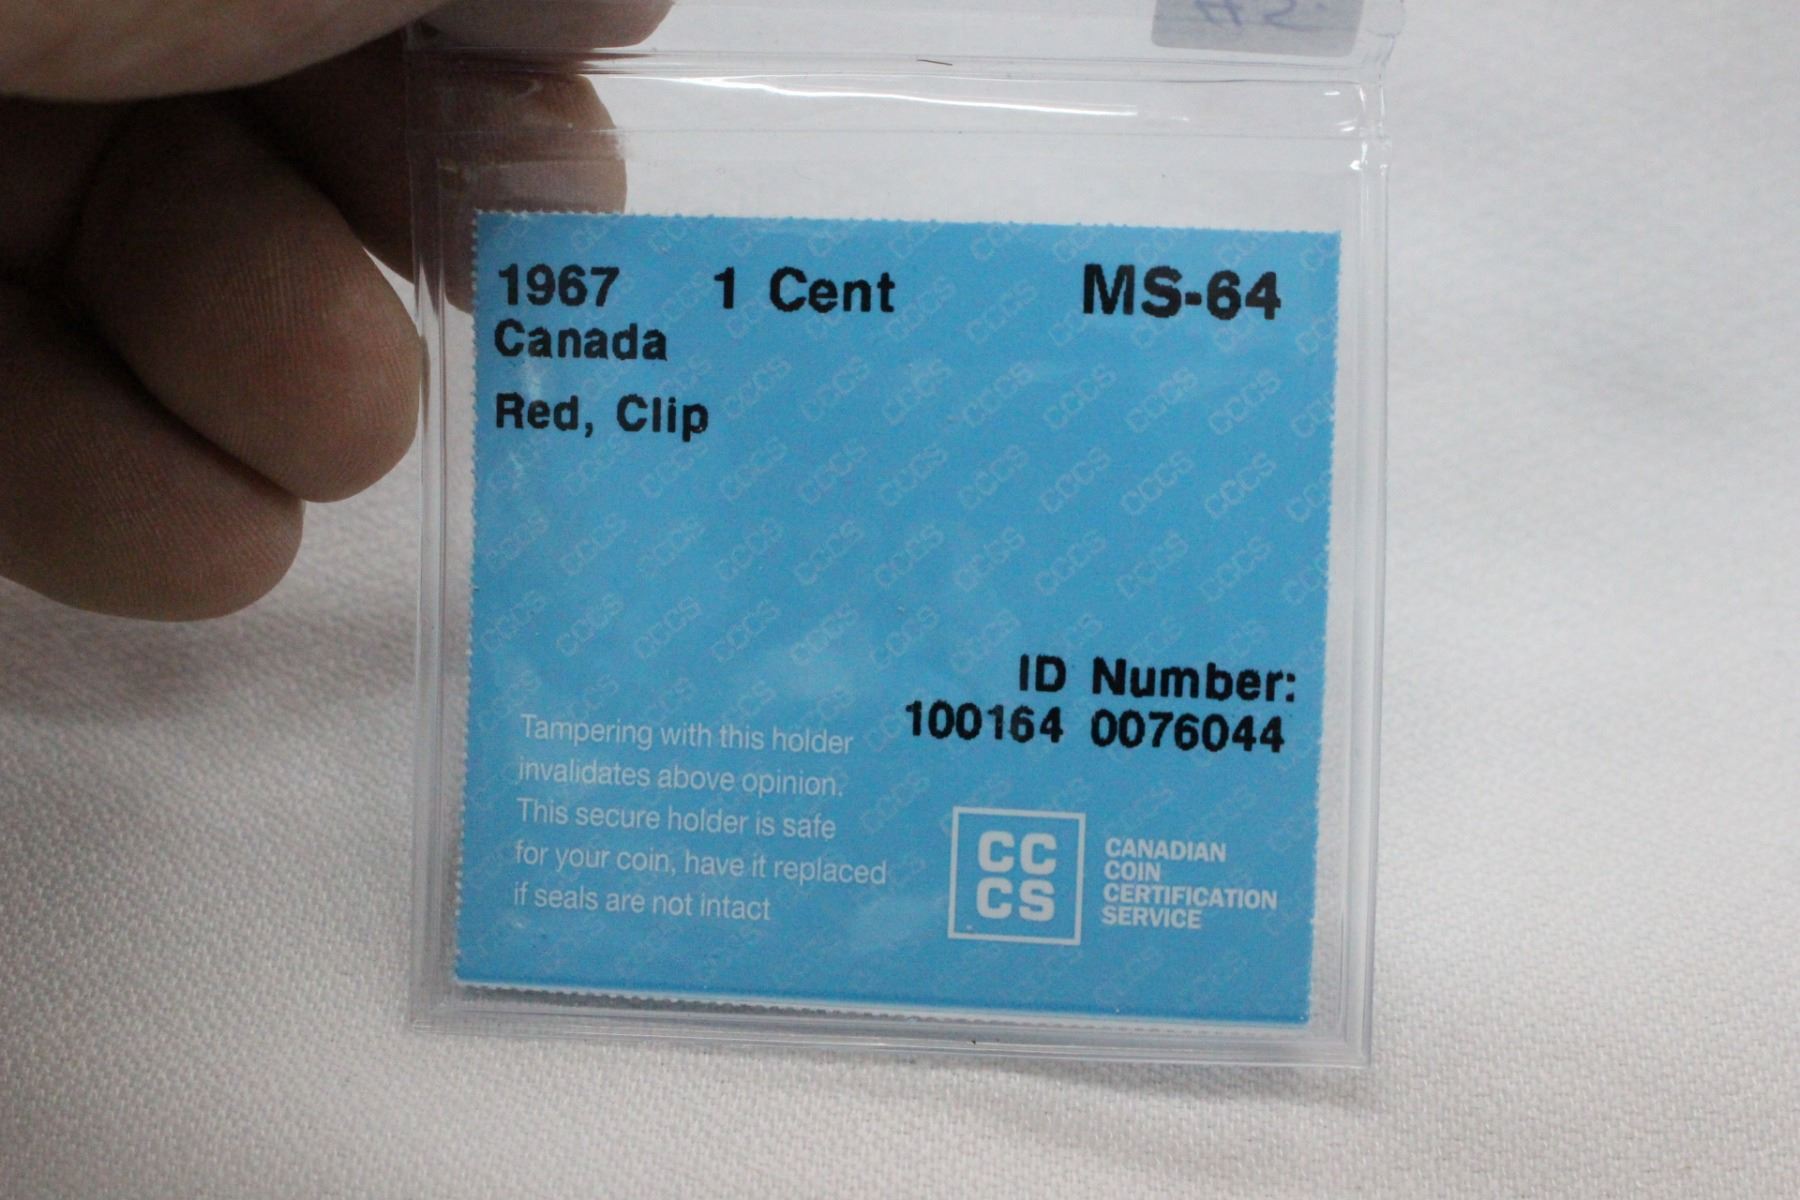 1967 1 Cent MS-64
Canada
Red, Clip
ID Number:
100164 0076044
Tampering with this holder
invalidates above opinion.
This secure holder is safe
for your coin, have it replaced
if seals are not intact
CC
CS
CANADIAN
COIN
CERTIFICATION
SERVICE